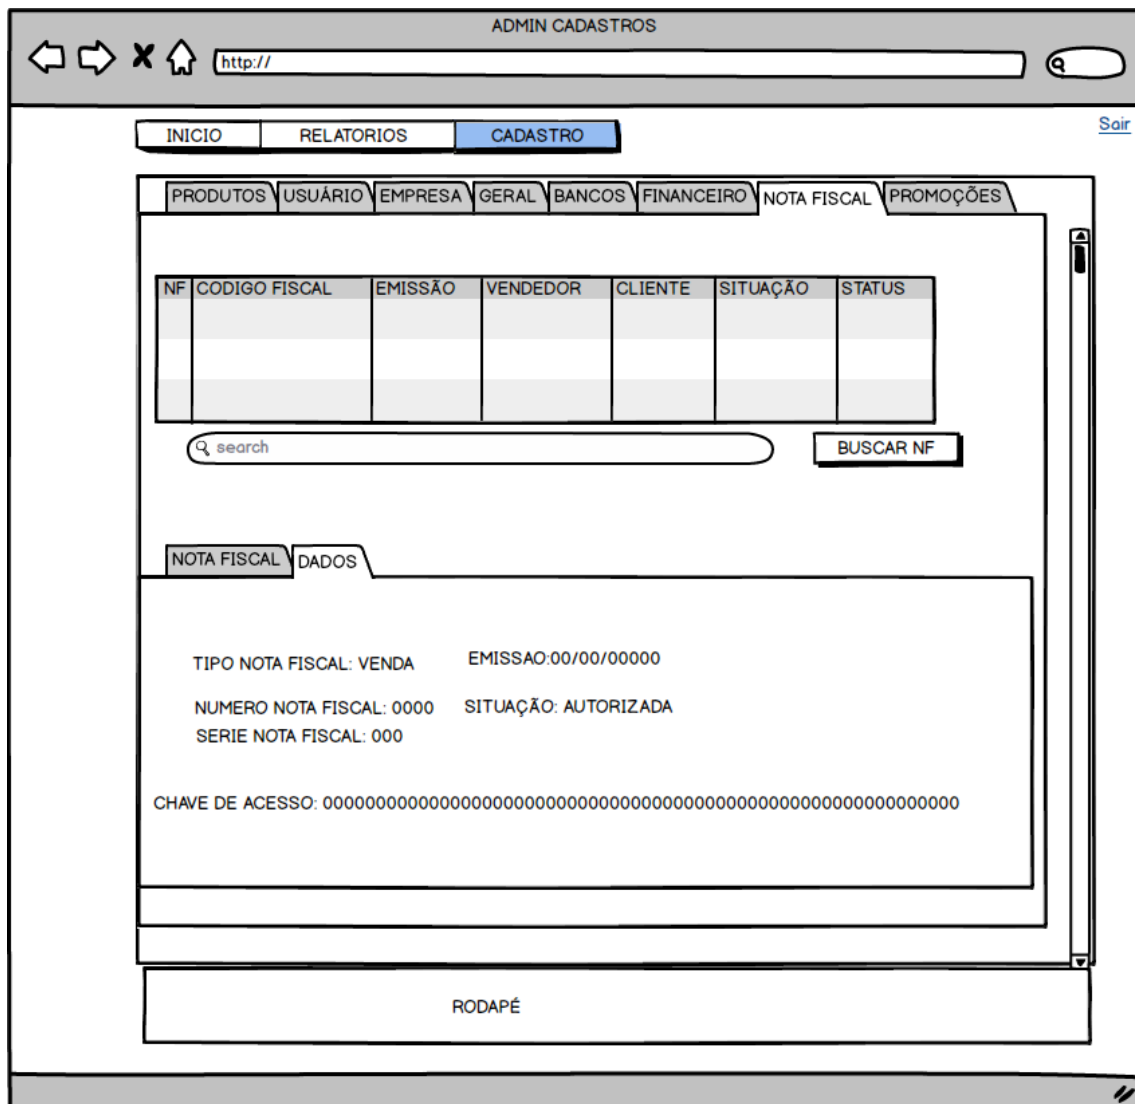 ADMIN CADASTROS
http://
Sair
INICIO RELATORIOS CADASTRO
PRODUTOS USUÁRIO EMPRESA GERAL BANCOS FINANCEIRO NOTA FISCAL PROMOÇÕES
NF CODIGO FISCAL EMISSÃO VENDEDOR CLIENTE SITUAÇÃO STATUS
search BUSCAR NF
NOTA FISCAL DADOS
TIPO NOTA FISCAL: VENDA EMISSAO:00/00/00000
NUMERO NOTA FISCAL: 0000 SITUAÇÃO: AUTORIZADA
SERIE NOTA FISCAL: 000
CHAVE DE ACESSO: 000000000000000000000000000000000000000000000000000000000000
RODAPÉ